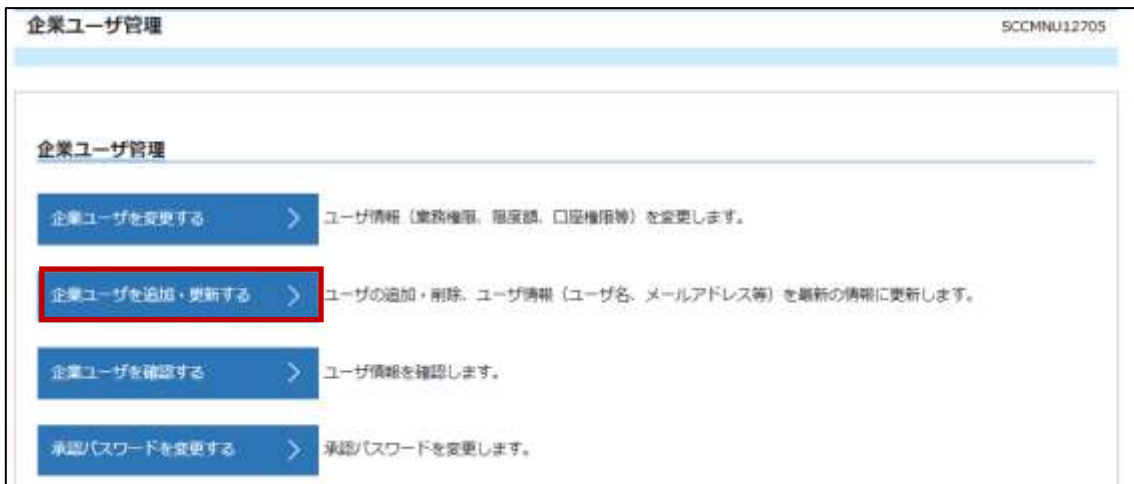 企業ユーザ管理
SCCMNU12705
企業ユーザ管理
企業ユーザを変更する
ユーザ情報（業務権限、限度額、口座権限等）を変更します。
企業ユーザを追加・更新する
ユーザの追加・削除、ユーザ情報（ユーザ名、メールアドレス等）を最新の情報に更新します。
企業ユーザを確認する
ユーザ情報を確認します。
承認パスワードを変更する
承認パスワードを変更します。